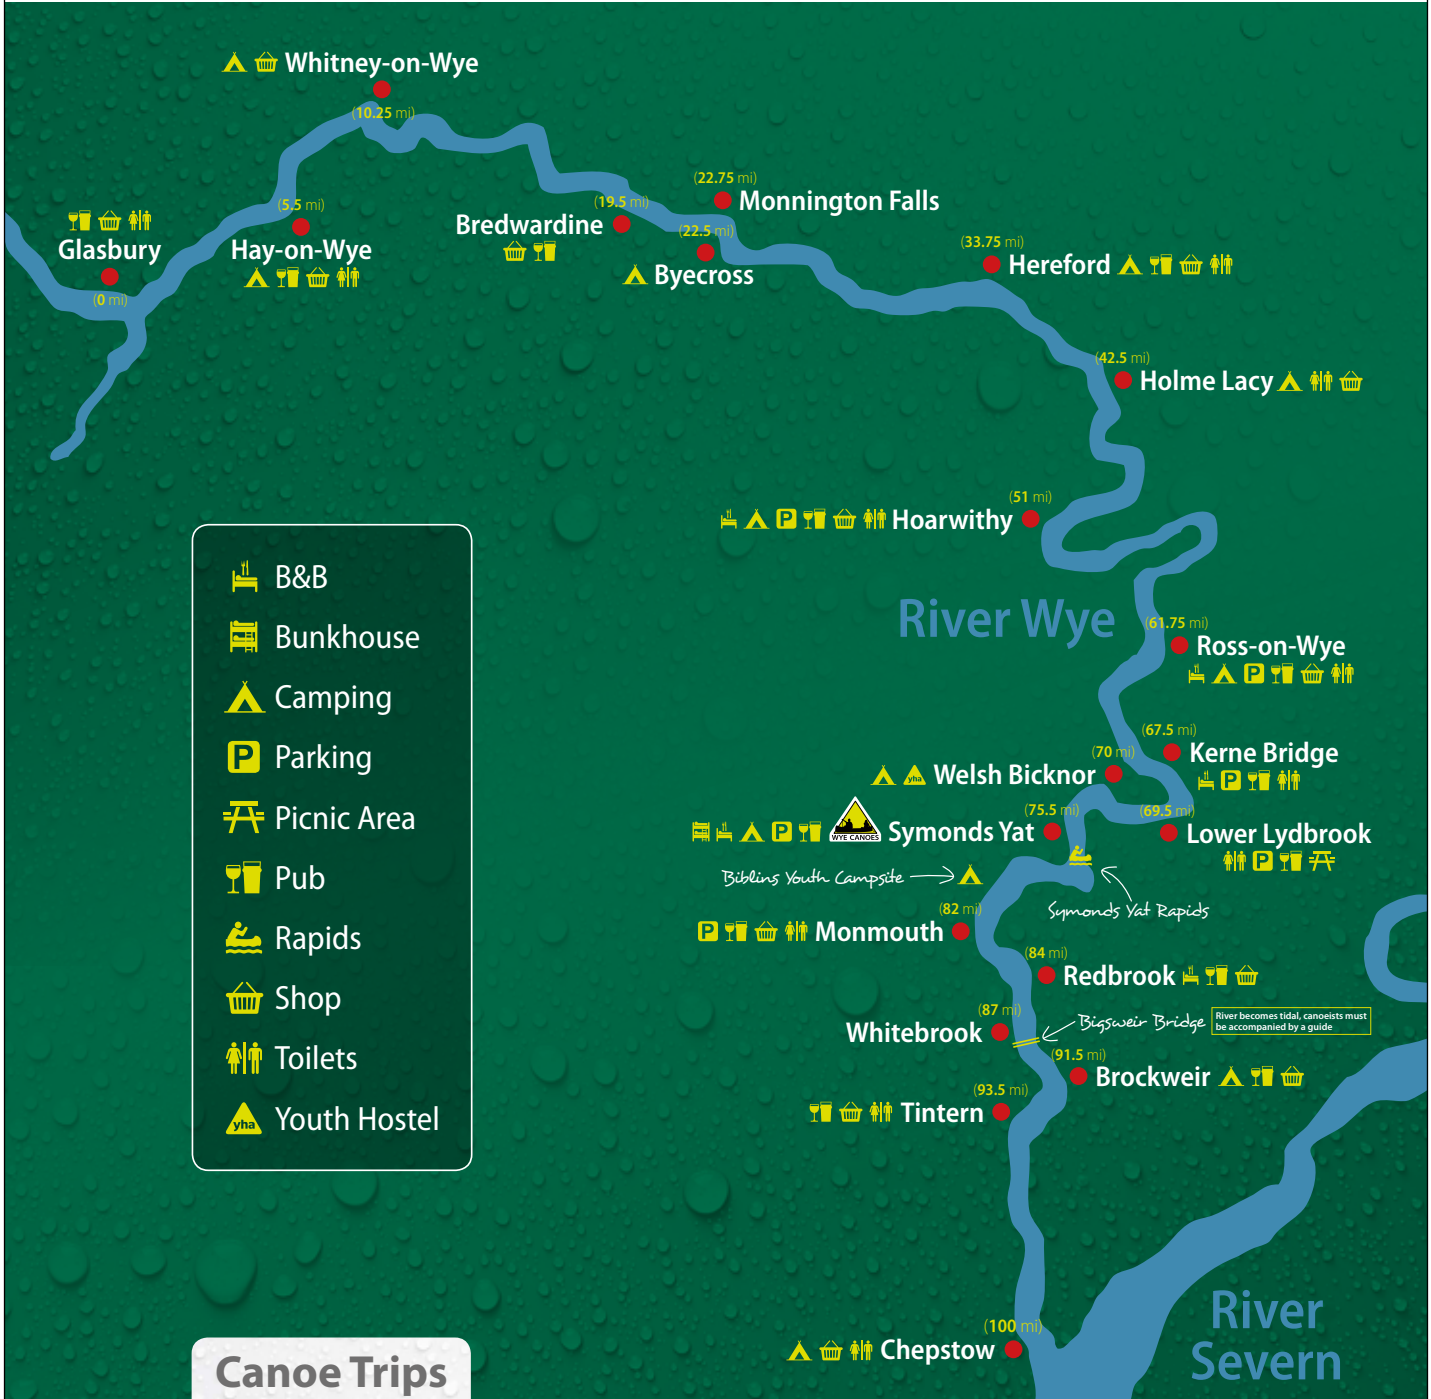 Whitney-on-Wye
(10.25 mi)
(22.75 mi)
Monnington Falls
(5.5 mi)
(19.5 mi)
Bredwardine
(22.5 mi)
Glasbury
Hay-on-Wye
Byecross
(33.75 mi)
Hereford
(0 mi)
(42.5 mi)
Holme Lacy
(51 mi)
P
Hoarwithy
B&B
River Wye
(61.75 mi)
Bunkhouse
Ross-on-Wye
P
Camping
(67.5 mi)
(70 mi)
Kerne Bridge
P Parking
yha
Welsh Bicknor
P
(75.5 mi)
(69.5 mi)
Picnic Area
P
WYE CANOES
Symonds Yat
Lower Lydbrook
P
Pub
Biblins Youth Campsite
Symonds Yat Rapids
(82 mi)
Rapids
P
Monmouth
(84 mi)
Redbrook
Shop
(87 mi)
Whitebrook
Bigsweir Bridge
River becomes tidal, canoeists must
be accompanied by a guide
Toilets
(91.5 mi)
Brockweir
(93.5 mi)
Tintern
yha Youth Hostel
River
Severn
(100 mi)
Chepstow
Canoe Trips